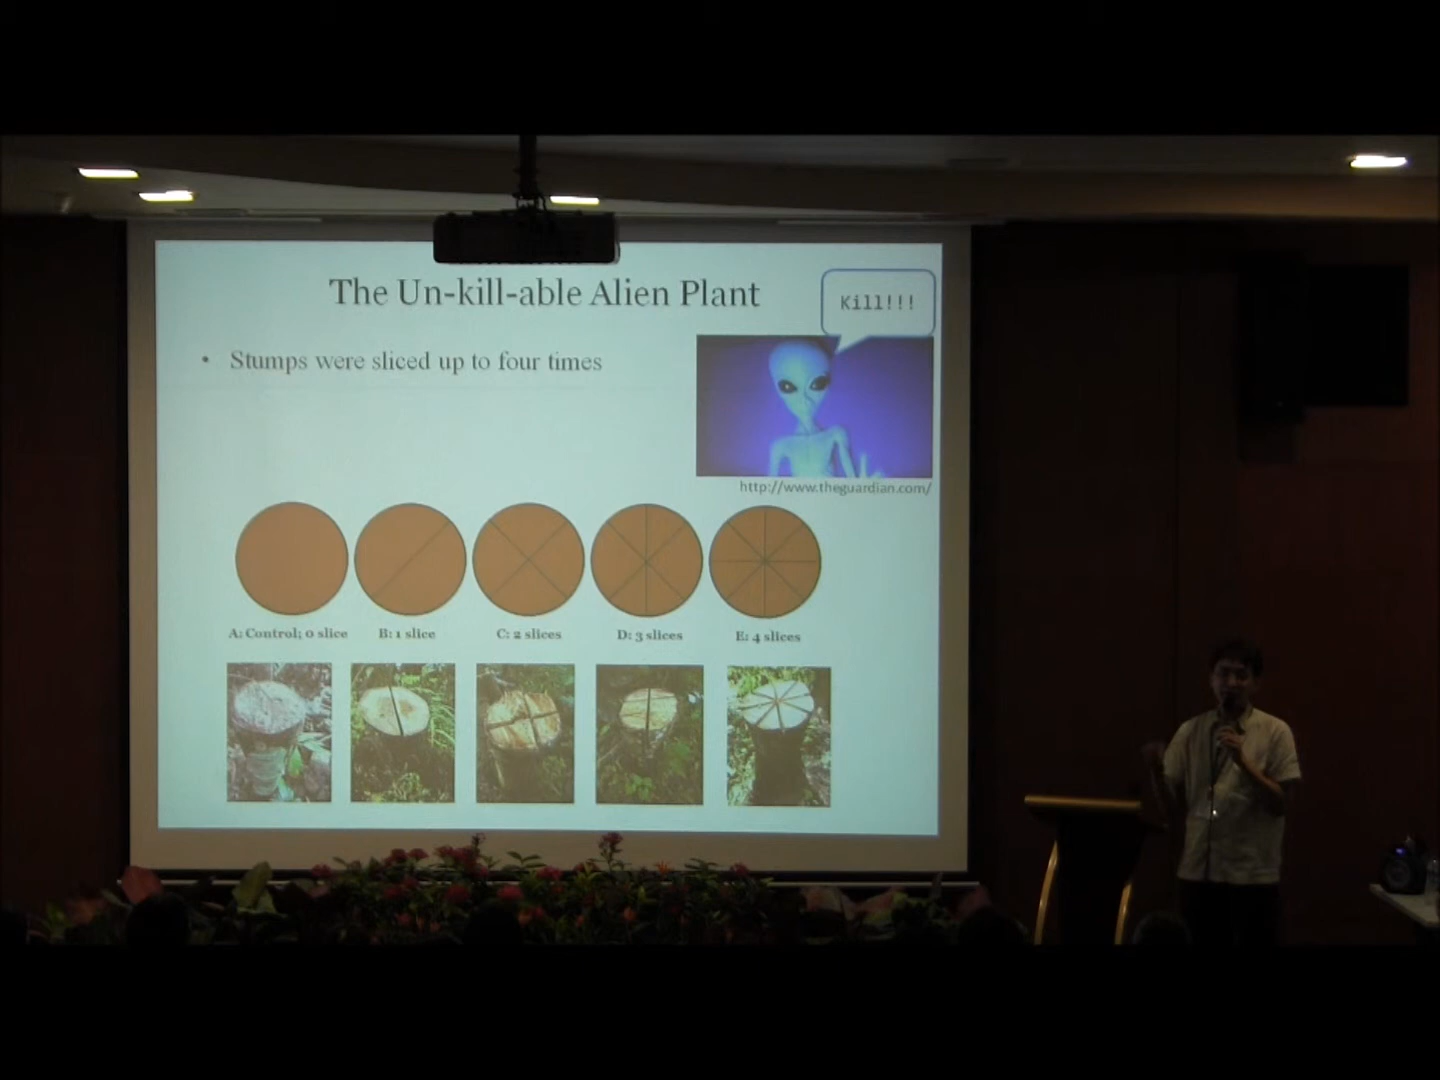 The Un-kill-able Alien Plant
Kill!!!
• Stumps were sliced up to four times
http://www.theguardian.com/
A: Control; 0 slice
B: 1 slice
C: 2 slices
D: 3 slices
E: 4 slices